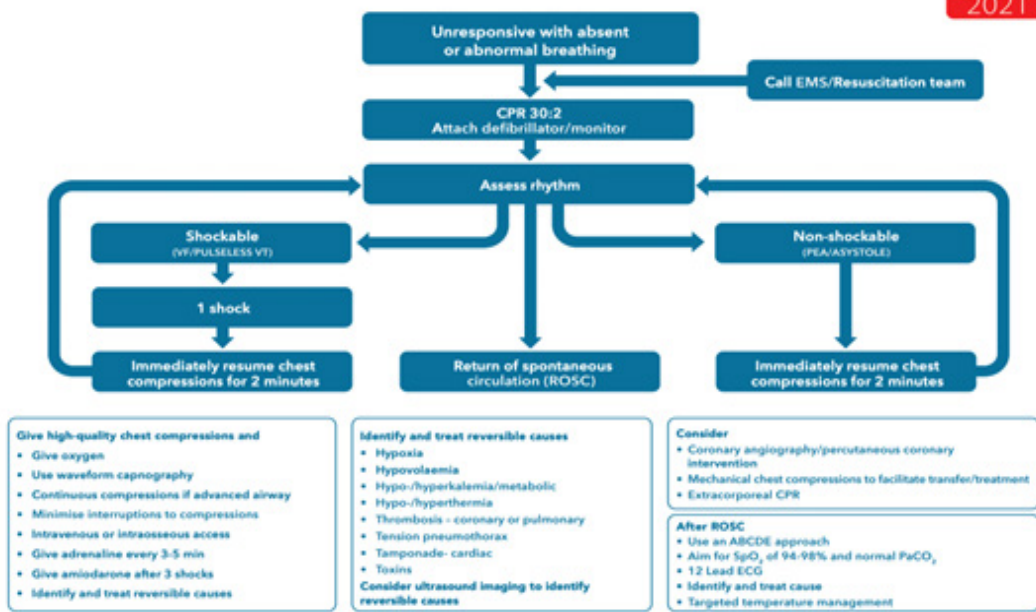 2021
Unresponsive with absent
or abnormal breathing
Call EMS/Resuscitation team
CPR 30:2
Attach defibrillator/monitor
Assess rhythm
Shockable
(VF/PULSELESS VT)
Non-shockable
(PEA/ASYSTOLE)
1 shock
Immediately resume chest
compressions for 2 minutes
Return of spontaneous
circulation (ROSC)
Immediately resume chest
compressions for 2 minutes
Give high-quality chest compressions and
• Give oxygen
• Use waveform capnography
• Continuous compressions if advanced airway
• Minimise interruptions to compressions
• Intravenous or intraosseous access
• Give adrenaline every 3-5 min
• Give amiodarone after 3 shocks
• Identify and treat reversible causes
Identify and treat reversible causes
• Hypoxia
• Hypovolaemia
• Hypo-/hyperkalemia/metabolic
• Hypo-/hyperthermia
• Thrombosis – coronary or pulmonary
• Tension pneumothorax
• Tamponade- cardiac
• Toxins
Consider ultrasound imaging to identify
reversible causes
Consider
• Coronary angiography/percutaneous coronary
intervention
• Mechanical chest compressions to facilitate transfer/treatment
• Extracorporeal CPR
After ROSC
• Use an ABCDE approach
• Aim for SpO₂ of 94-98% and normal PaCO₂
• 12 Lead ECG
• Identify and treat cause
• Targeted temperature management